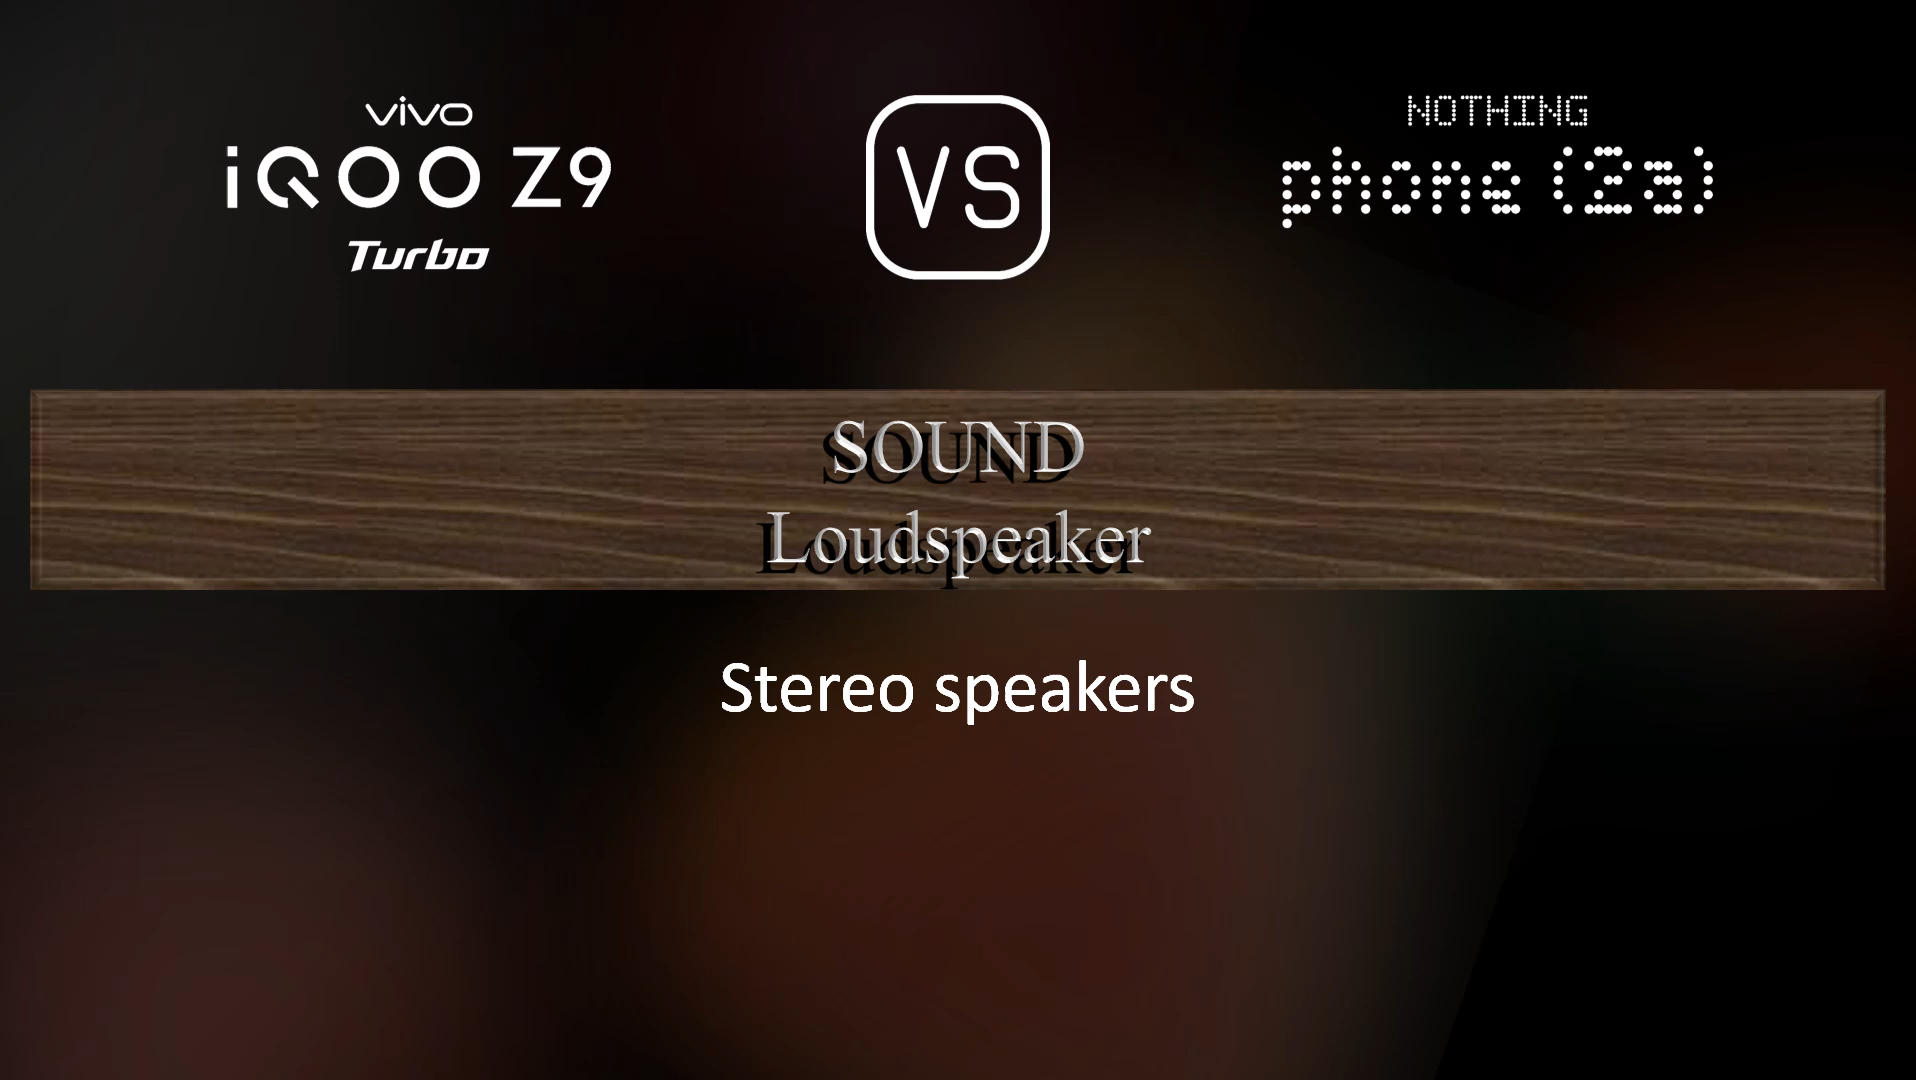 vivo
iQOO Z9
Turbo
VS
NOTHING
phone (2a)
SOUND
Loudspeaker
Stereo speakers